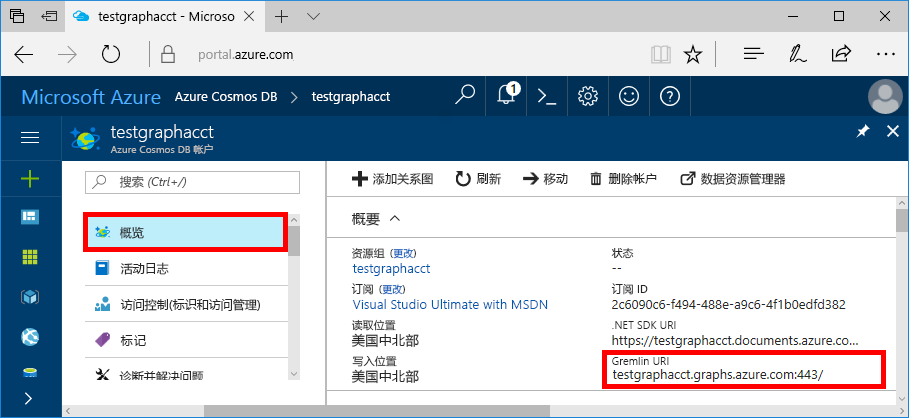 testgraphacct - Microso
portal.azure.com
Microsoft Azure Azure Cosmos DB > testgraphacct 1
testgraphacct
Azure Cosmos DB 帐户
搜索 (Ctrl+/)
概览
活动日志
访问控制(标识和访问管理)
标记
诊断并解决问题
添加关系图 刷新 移动 删除帐户 数据资源管理器
概要
资源组 (更改)
testgraphacct
状态
--
订阅 (更改)
Visual Studio Ultimate with MSDN
订阅 ID
2c6090c6-f494-488e-a9c6-4f1b0edfd382
读取位置
美国中北部
.NET SDK URI
https://testgraphacct.documents.azure.co...
写入位置
美国中北部
Gremlin URI
testgraphacct.graphs.azure.com:443/